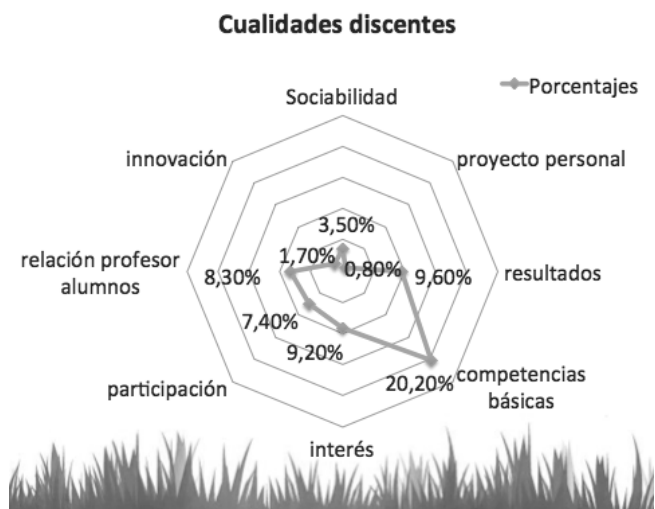 Cualidades discentes
Porcentajes
Sociabilidad
innovación
proyecto personal
3,50%
1,70%
0,80%
relación profesor
alumnos
8,30%
9,60%
resultados
7,40%
9,20%
20,20%
competencias
básicas
participación
interés